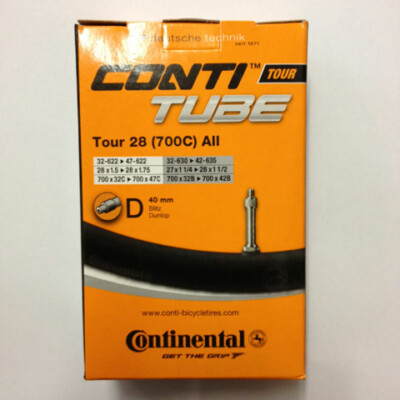 deutsche technik
seit 1871
CONTI™ TOUR
TUBE
Tour 28 (700C) All
32-622 ▸ 47-622 32-630 ▸ 42-635
28 x 1.5 ▸ 28 x 1.75 27 x 1 1/4 ▸ 28 x 1 1/2
700 x 32C ▸ 700 x 47C 700 x 32B ▸ 700 x 42B
D 40 mm
Blitz
Dunlop
www.conti-bicycletires.com
Continental
GET THE GRIP